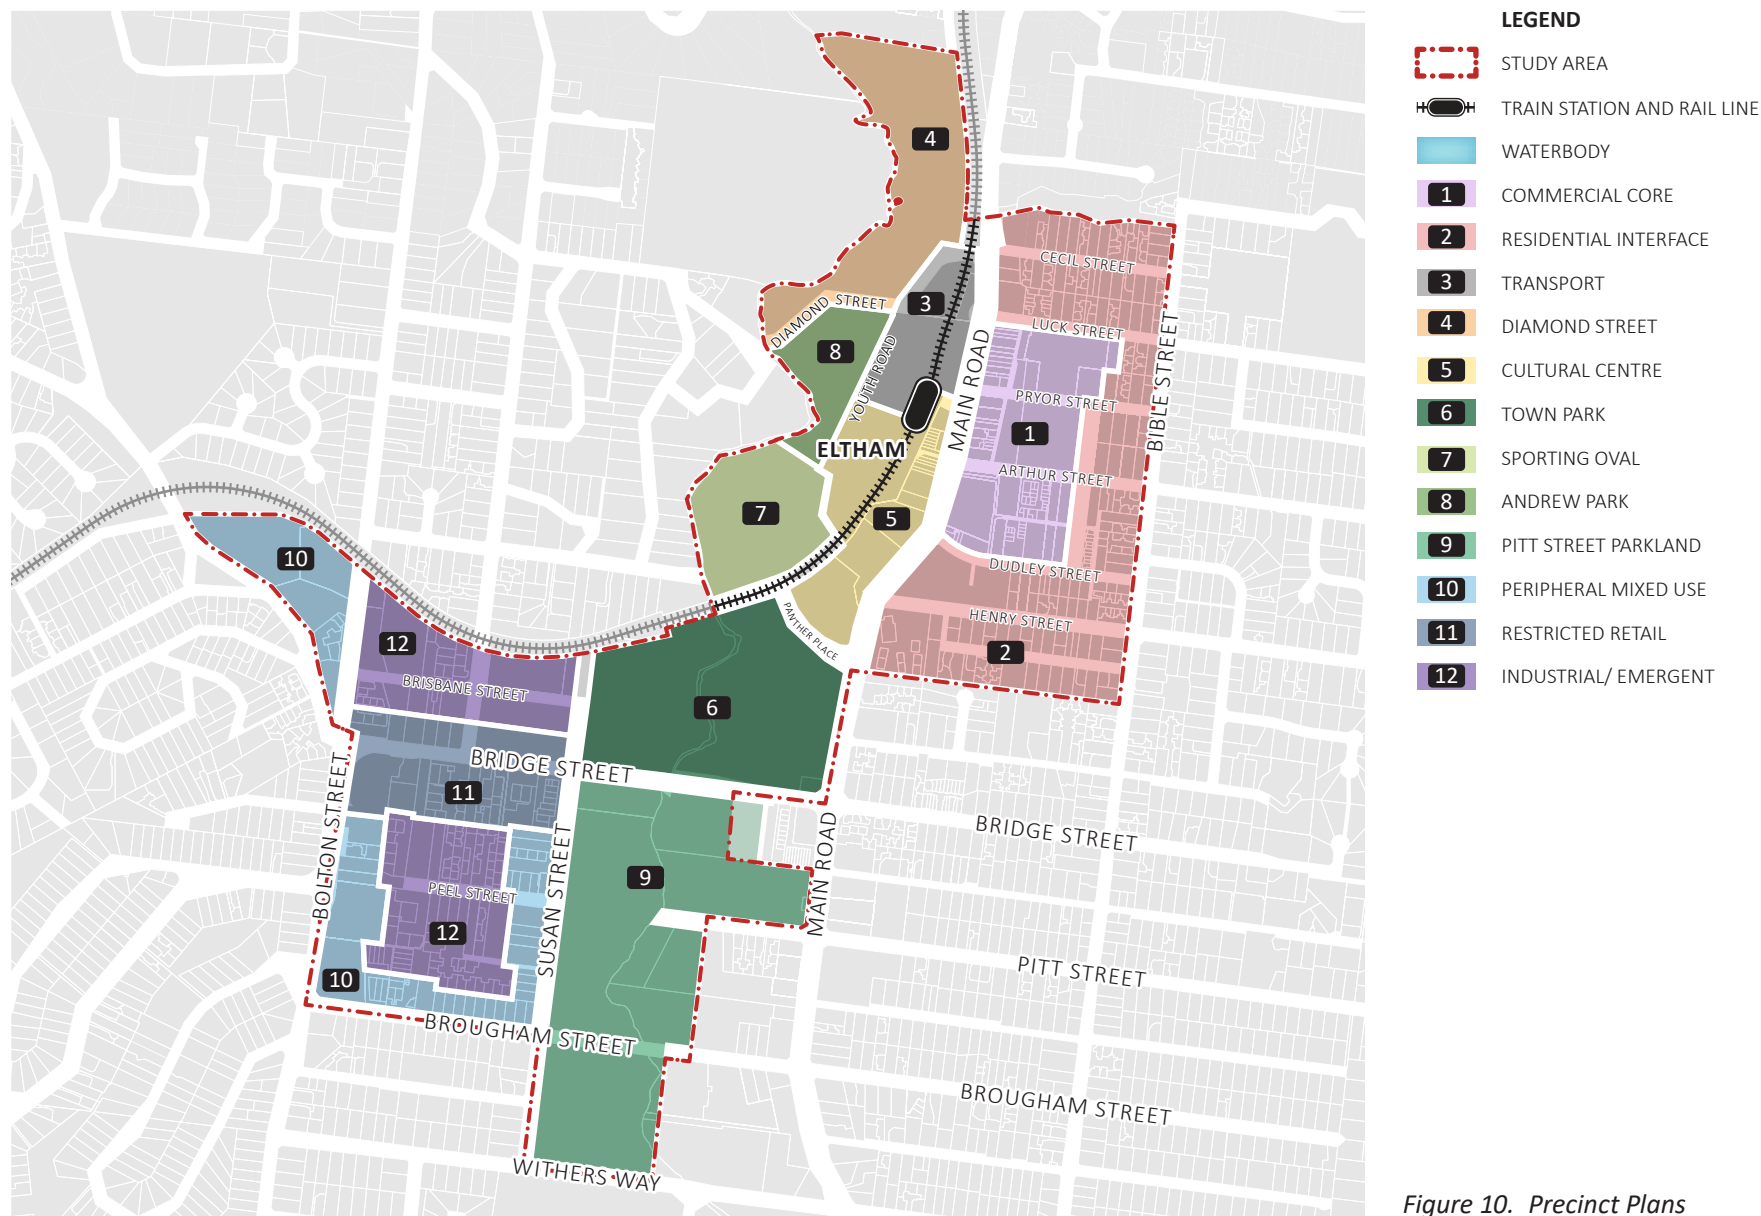 LEGEND
STUDY AREA
TRAIN STATION AND RAIL LINE
WATERBODY
1 COMMERCIAL CORE
2 RESIDENTIAL INTERFACE
3 TRANSPORT
4 DIAMOND STREET
5 CULTURAL CENTRE
6 TOWN PARK
7 SPORTING OVAL
8 ANDREW PARK
9 PITT STREET PARKLAND
10 PERIPHERAL MIXED USE
11 RESTRICTED RETAIL
12 INDUSTRIAL/ EMERGENT
4
CECIL STREET
3
DIAMOND STREET
LUCK STREET
8
YOUTH ROAD
MAIN ROAD
BIBLE STREET
PRYOR STREET
1
ELTHAM
ARTHUR STREET
7
5
10
DUDLEY STREET
HENRY STREET
PANTHER PLACE
12
2
BRISBANE STREET
6
BRIDGE STREET
11
BOLTON STREET
BRIDGE STREET
MAIN ROAD
SUSAN STREET
9
PEEL STREET
12
10
PITT STREET
BROUGHAM STREET
BROUGHAM STREET
WITHERS WAY
Figure 10. Precinct Plans